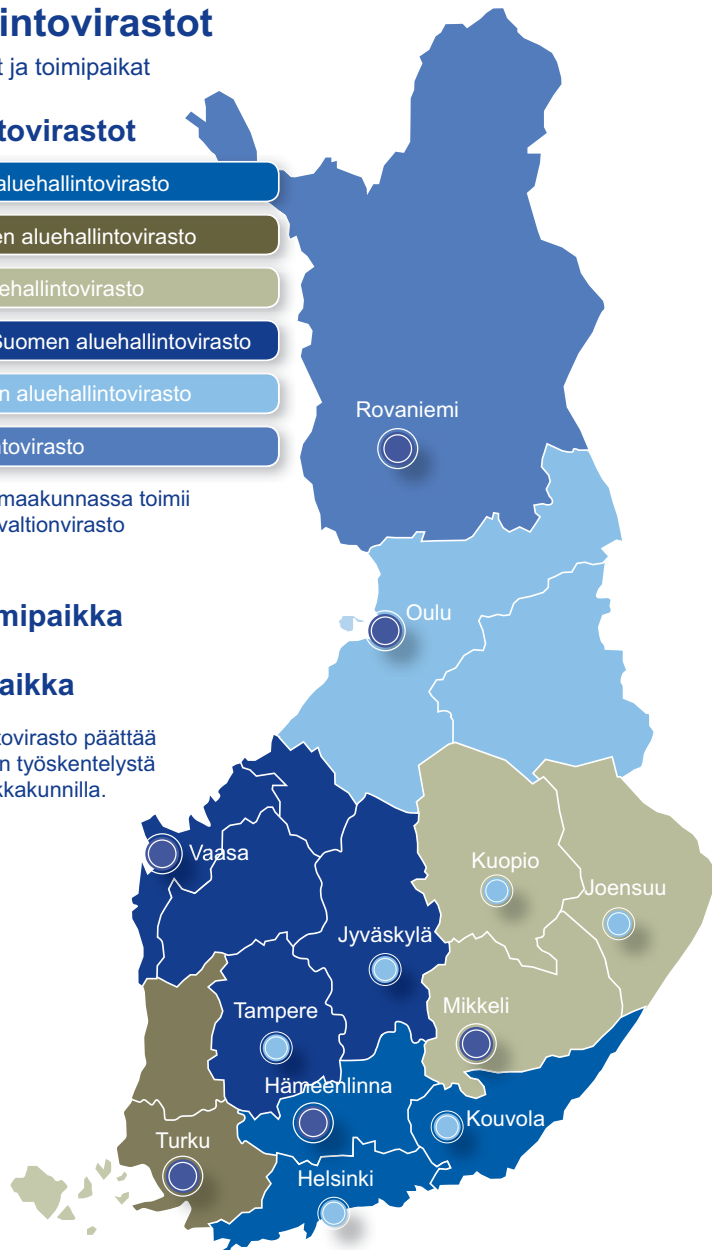 intovirastot
t ja toimipaikat
tovirastot
aluehallintovirasto
en aluehallintovirasto
ehallintovirasto
Suomen aluehallintovirasto
n aluehallintovirasto
ntovirasto
maakunnassa toimii
valtionvirasto
mipaikka
aikka
tovirasto päättää
n työskentelystä
kkakunnilla.
Rovaniemi
Oulu
Vaasa
Kuopio
Joensuu
Jyväskylä
Tampere
Mikkeli
Hämeenlinna
Kouvola
Turku
Helsinki